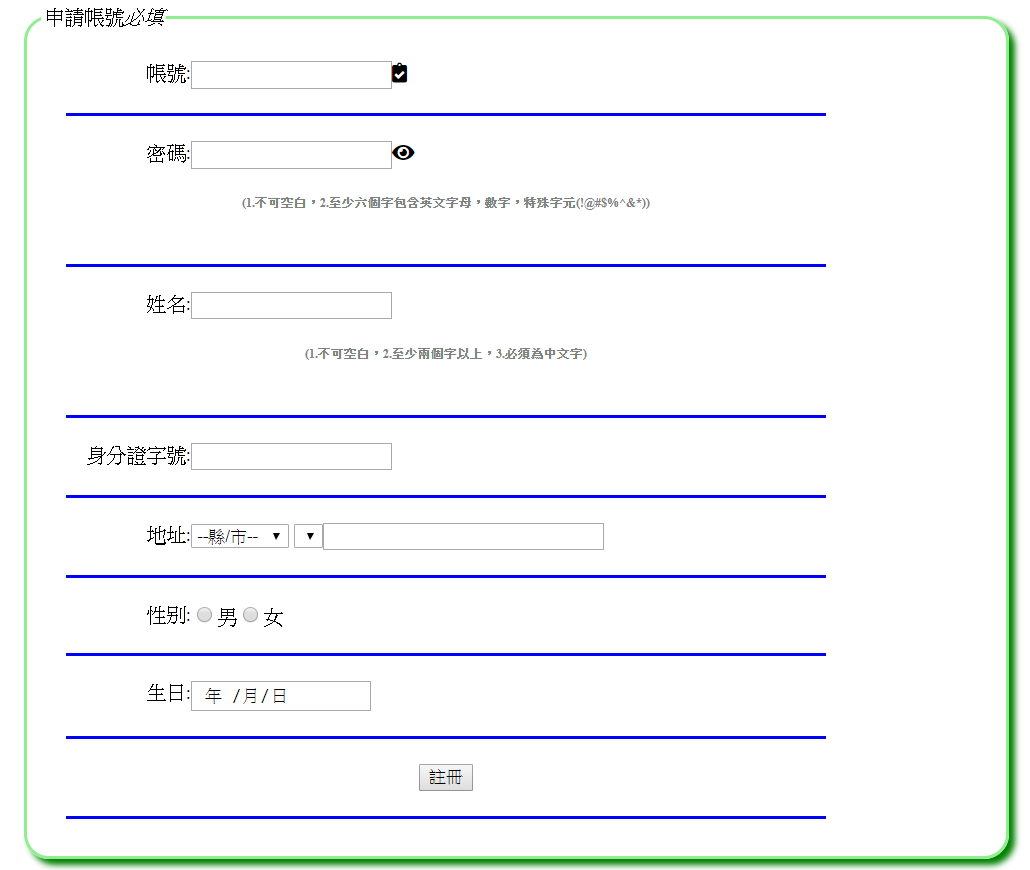 申請帳號必填
帳號:
密碼:
(1.不可空白，2.至少六個字包含英文字母，數字，特殊字元(!@#$%^&*))
姓名:
(1.不可空白，2.至少兩個字以上，3.必須為中文字)
身分證字號:
地址: --縣/市--
性別: 男 女
生日: 年 /月/日
註冊